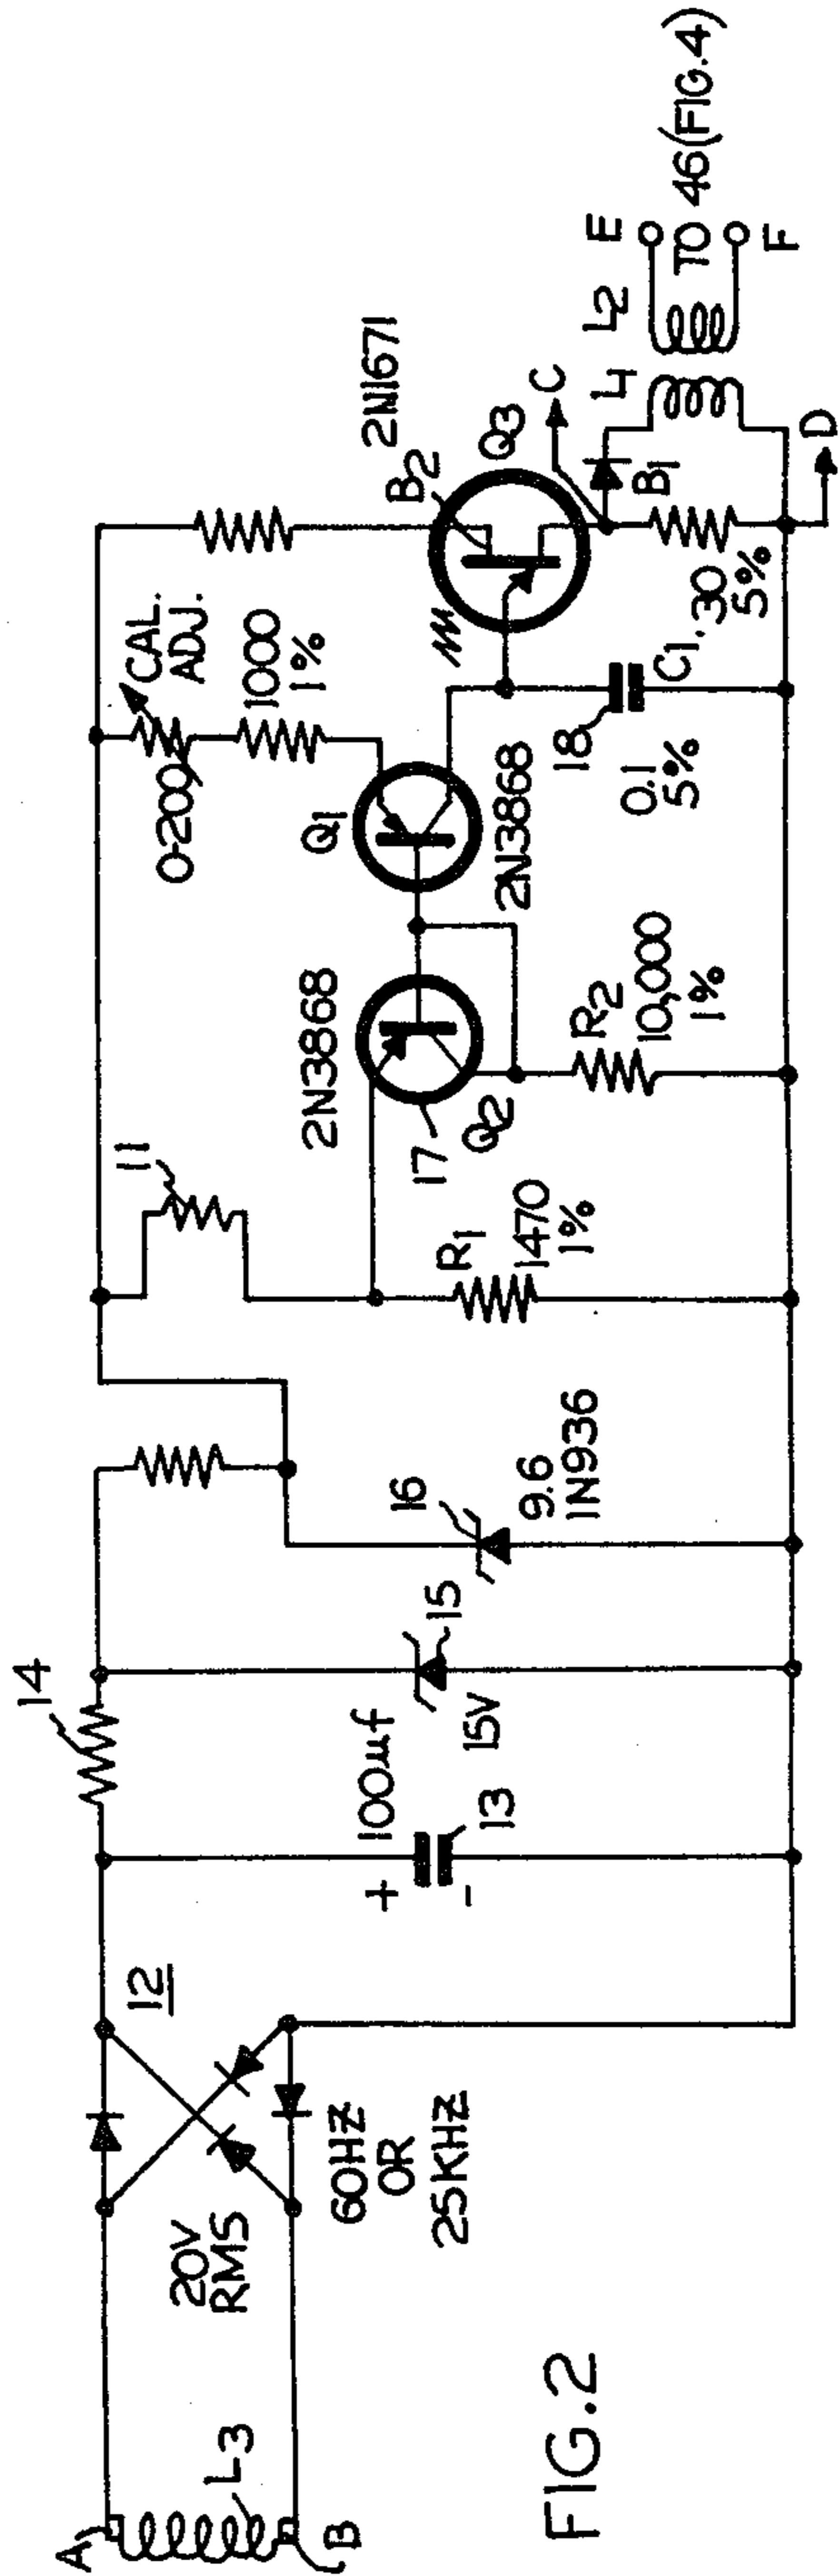 A
L3
B
20V
RMS
12
60HZ
OR
25KHZ
+
-
100µf
13
14
15V
15
16
9.6
1N936
11
R1
1470
1%
2N3868
17
Q2
R2
10,000
1%
Q1
2N3868
0-200
CAL.
ADJ.
1000
1%
18
0.1
5%
C1,
30
5%
2N1671
B2
Q3
C
B1
D
L1
L2
E
F
TO 46(FIG.4)
FIG.2